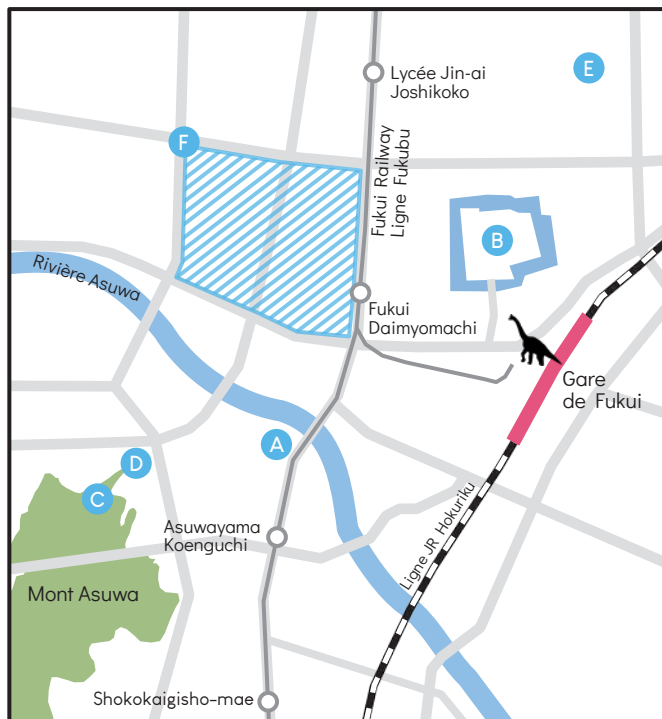 Lycée Jin-ai
Joshikoko
E
F
Fukui Railway
Ligne Fukubu
B
Rivière Asuwa
Fukui
Daimyomachi
Gare
de Fukui
A
D
C
Asuwayama
Koenguchi
Ligne JR Hokuriku
Mont Asuwa
Shokokaigisho-mae